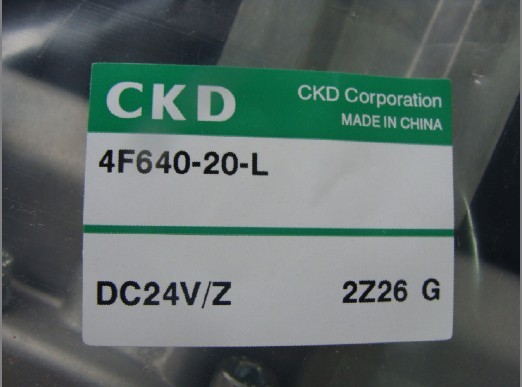 CKD
CKD Corporation
MADE IN CHINA
4F640-20-L
DC24V/Z 2Z26 G